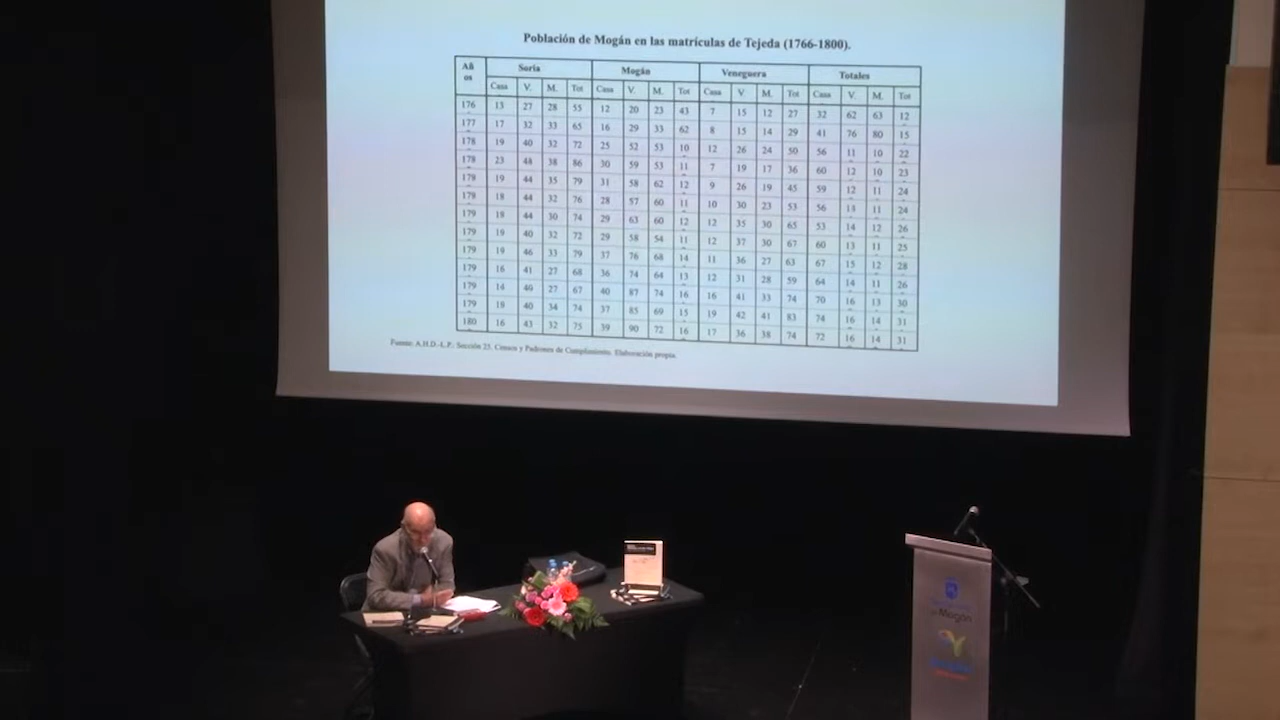 Población de Mogán en las matrículas de Tejeda (1766-1800).
Añ os Soria Mogán Veneguera Totales
Casa V. M. Tot Casa V. M. Tot Casa V M. Tot Casa V. M. Tot
176 13 27 28 55 12 20 23 43 7 15 12 27 32 62 63 12
177 17 32 33 65 16 29 33 62 8 15 14 29 41 76 80 15
178 19 40 32 72 25 52 53 10 12 26 24 50 56 11 10 22
178 23 48 38 86 30 59 53 11 7 19 17 36 60 12 10 23
178 19 44 35 79 31 58 62 12 9 26 19 45 59 12 11 24
179 18 44 32 76 28 57 60 11 10 30 23 53 56 13 11 24
179 18 44 30 74 29 63 60 12 12 35 30 65 53 14 12 26
179 19 40 32 72 29 58 54 11 12 37 30 67 60 13 11 25
179 19 46 33 79 37 76 68 14 11 36 27 63 67 15 12 28
179 16 41 27 68 36 74 64 13 12 31 28 59 64 14 11 26
179 14 40 27 67 40 87 74 16 16 41 33 74 70 16 13 30
179 18 40 34 74 37 85 69 15 19 42 41 83 74 16 14 31
180 16 43 32 75 39 90 72 16 17 36 38 74 72 16 14 31
Fuente: A.H.D.-L.P. Sección 25. Censos y Padrones de Cumplimiento. Elaboración propia.
Mogán